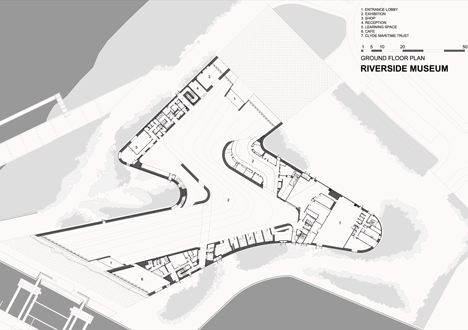 1. ENTRANCE LOBBY
2. EXHIBITION
3. SHOP
4. RECEPTION
5. LEARNING SPACE
6. CAFE
7. CLYDE MARITIME TRUST
1 5 10 20 50
GROUND FLOOR PLAN
RIVERSIDE MUSEUM